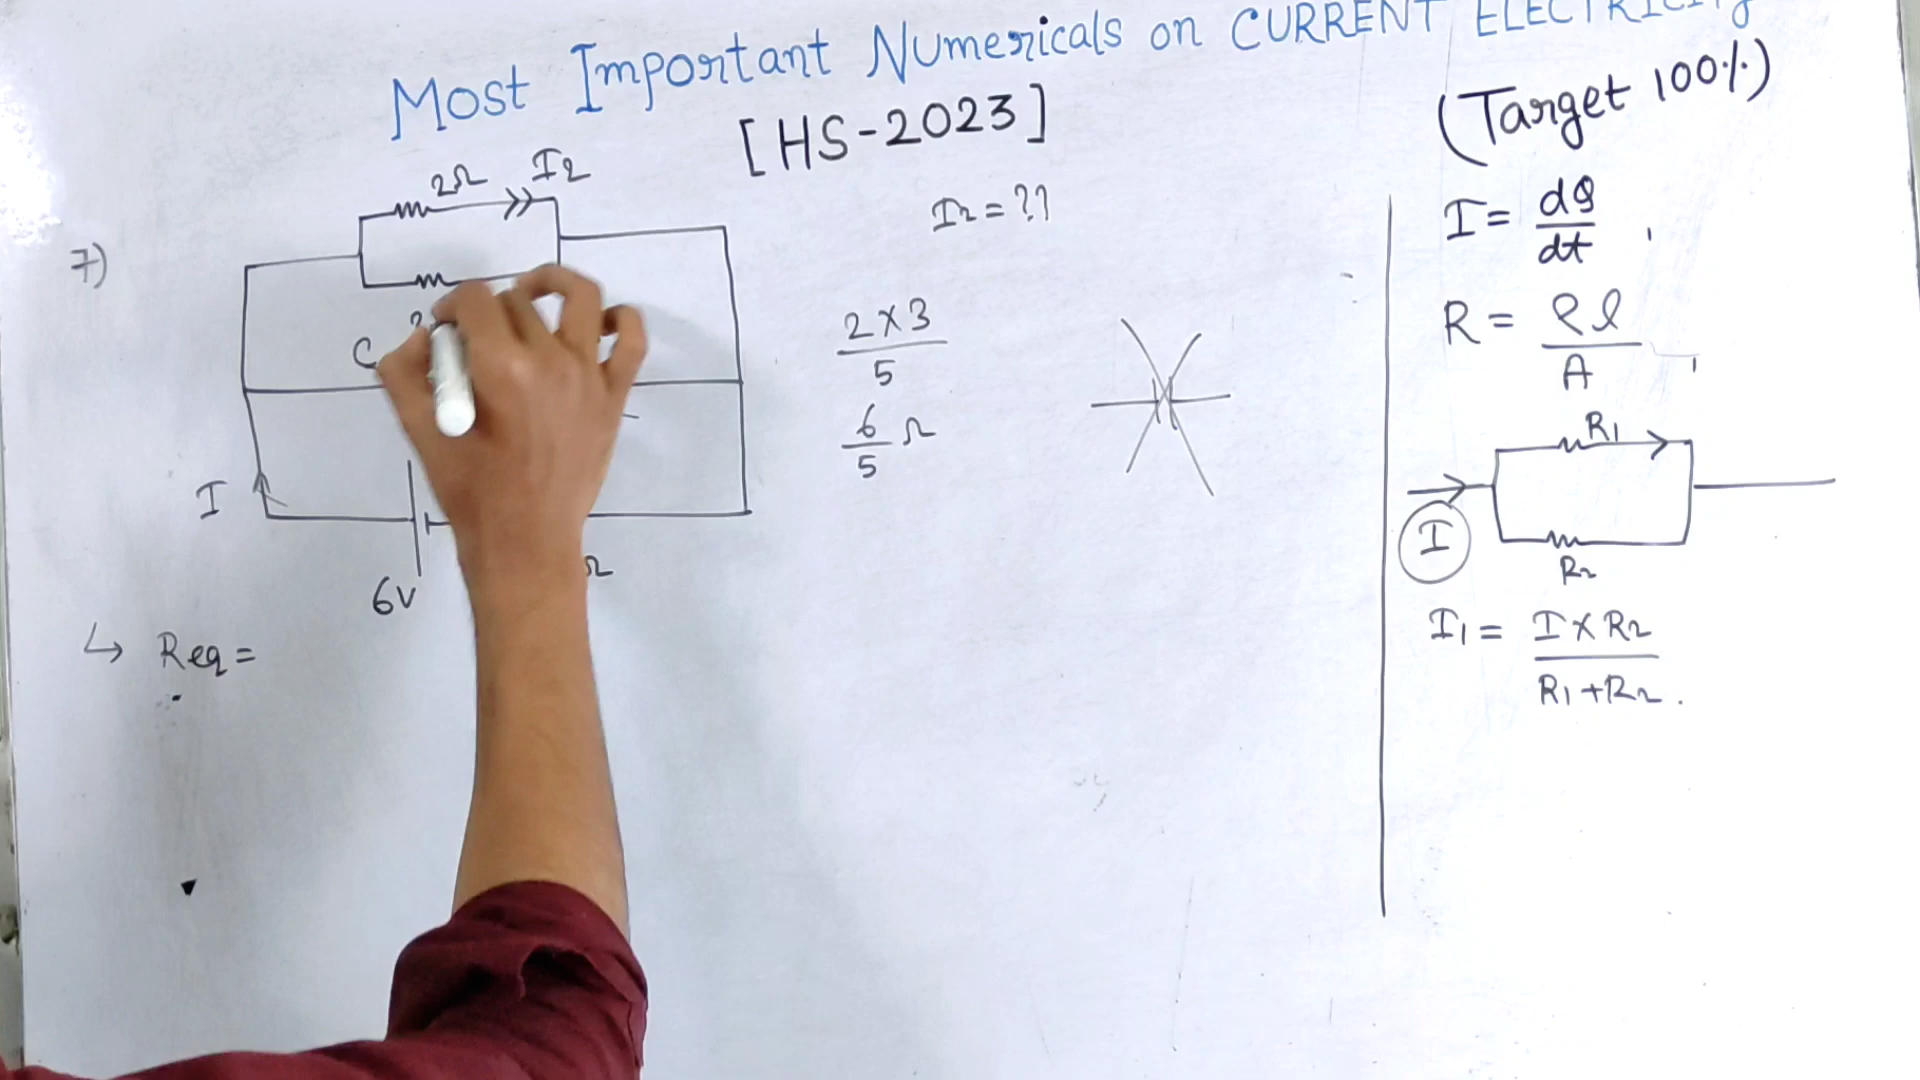 Most Important Numericals on CURRENT ELECTRICITY
[HS-2023]
(Target 100%)
7)
2Ω
I2
I2 = ??
C
I
6V
Ω
↳ Req =
2 × 3
5
6
5 Ω
I = dQ
dt ,
R = ρl
A ,
R1
I
R2
I1 = I × R2
R1 + R2 .